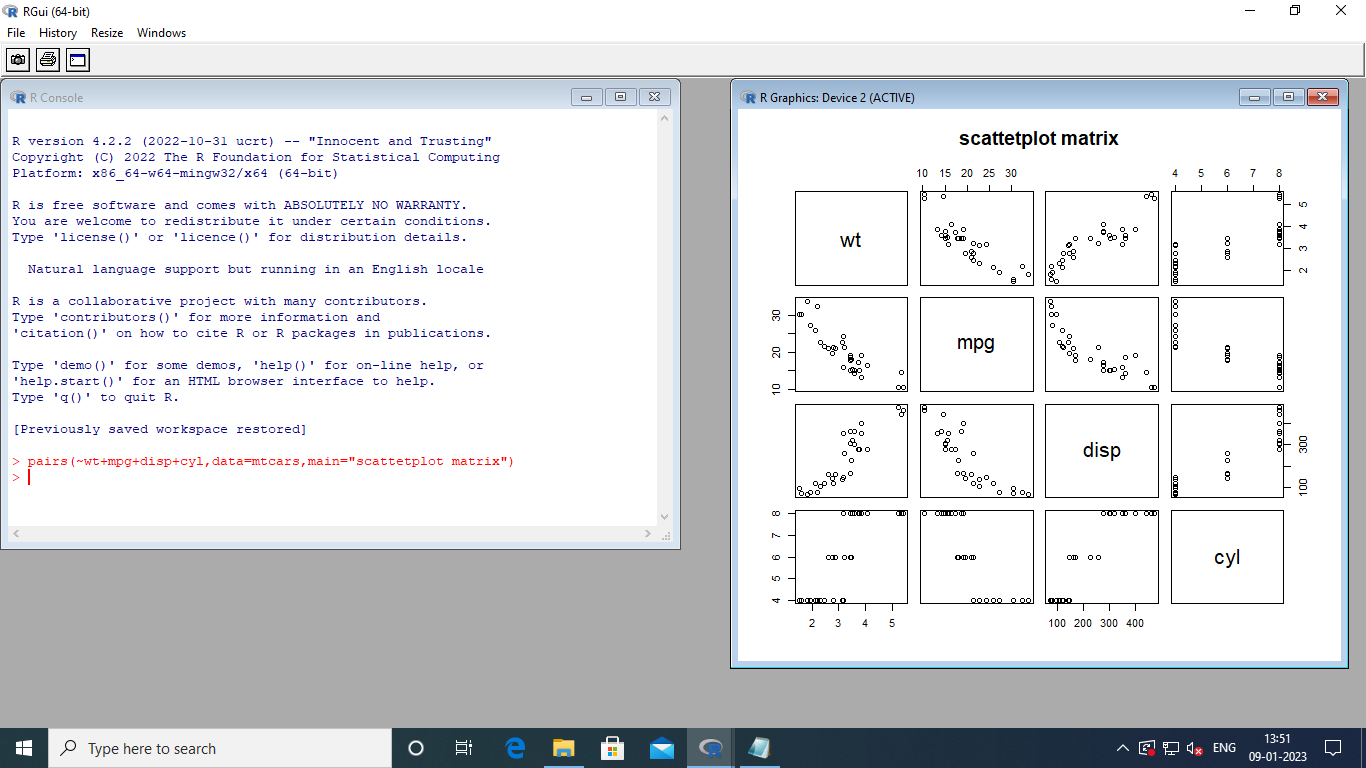 RGui (64-bit)
File History Resize Windows
R Console
R version 4.2.2 (2022-10-31 ucrt) -- "Innocent and Trusting"
Copyright (C) 2022 The R Foundation for Statistical Computing
Platform: x86_64-w64-mingw32/x64 (64-bit)
R is free software and comes with ABSOLUTELY NO WARRANTY.
You are welcome to redistribute it under certain conditions.
Type 'license()' or 'licence()' for distribution details.
Natural language support but running in an English locale
R is a collaborative project with many contributors.
Type 'contributors()' for more information and
'citation()' on how to cite R or R packages in publications.
Type 'demo()' for some demos, 'help()' for on-line help, or
'help.start()' for an HTML browser interface to help.
Type 'q()' to quit R.
[Previously saved workspace restored]
> pairs(~wt+mpg+disp+cyl,data=mtcars,main="scattetplot matrix")
>
R Graphics: Device 2 (ACTIVE)
scattetplot matrix
10 15 20 25 30
4 5 6 7 8
wt
5
4
3
2
30
20
10
mpg
disp
300
100
8
7
6
5
4
cyl
2 3 4 5
100 200 300 400
Type here to search
ENG
13:51
09-01-2023